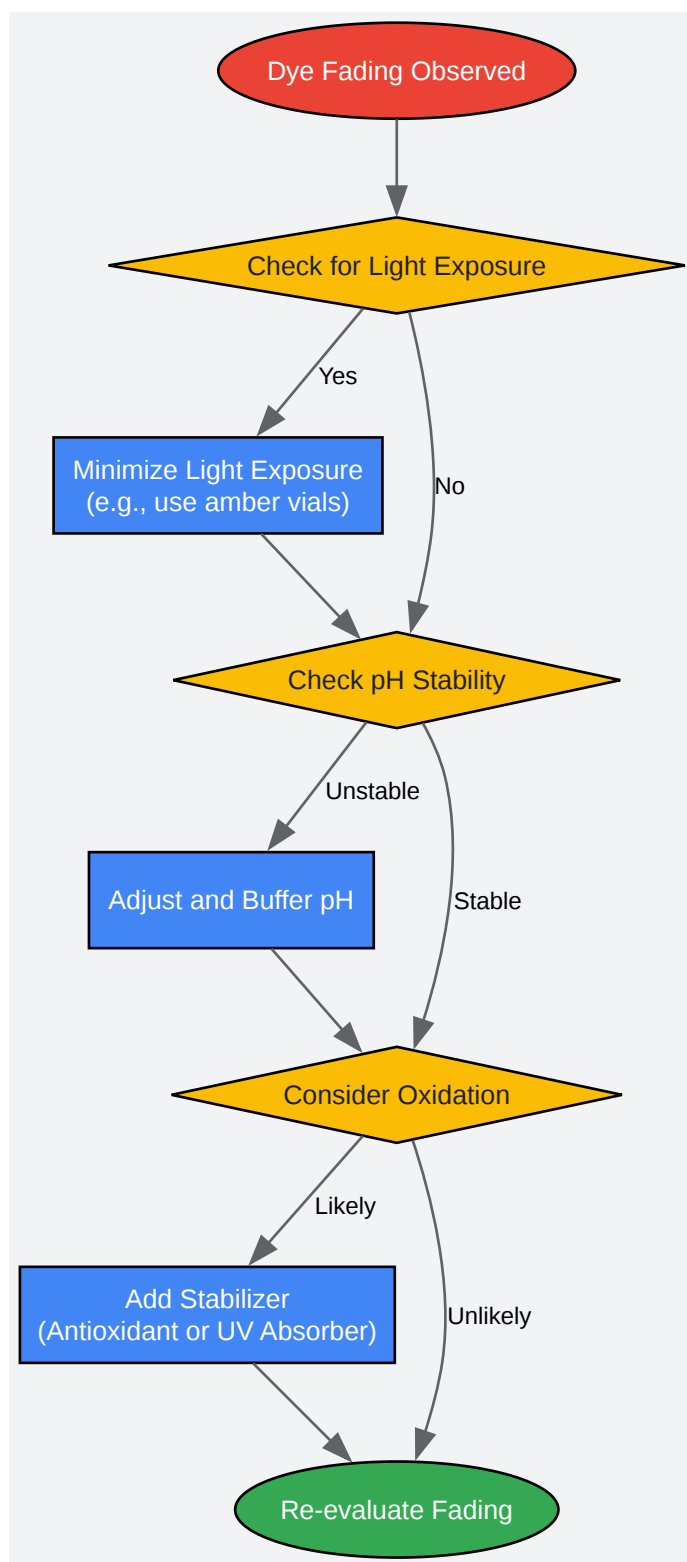 Dye Fading Observed
Check for Light Exposure
Yes
Minimize Light Exposure
(e.g., use amber vials)
No
Check pH Stability
Unstable
Adjust and Buffer pH
Stable
Consider Oxidation
Likely
Add Stabilizer
(Antioxidant or UV Absorber)
Unlikely
Re-evaluate Fading